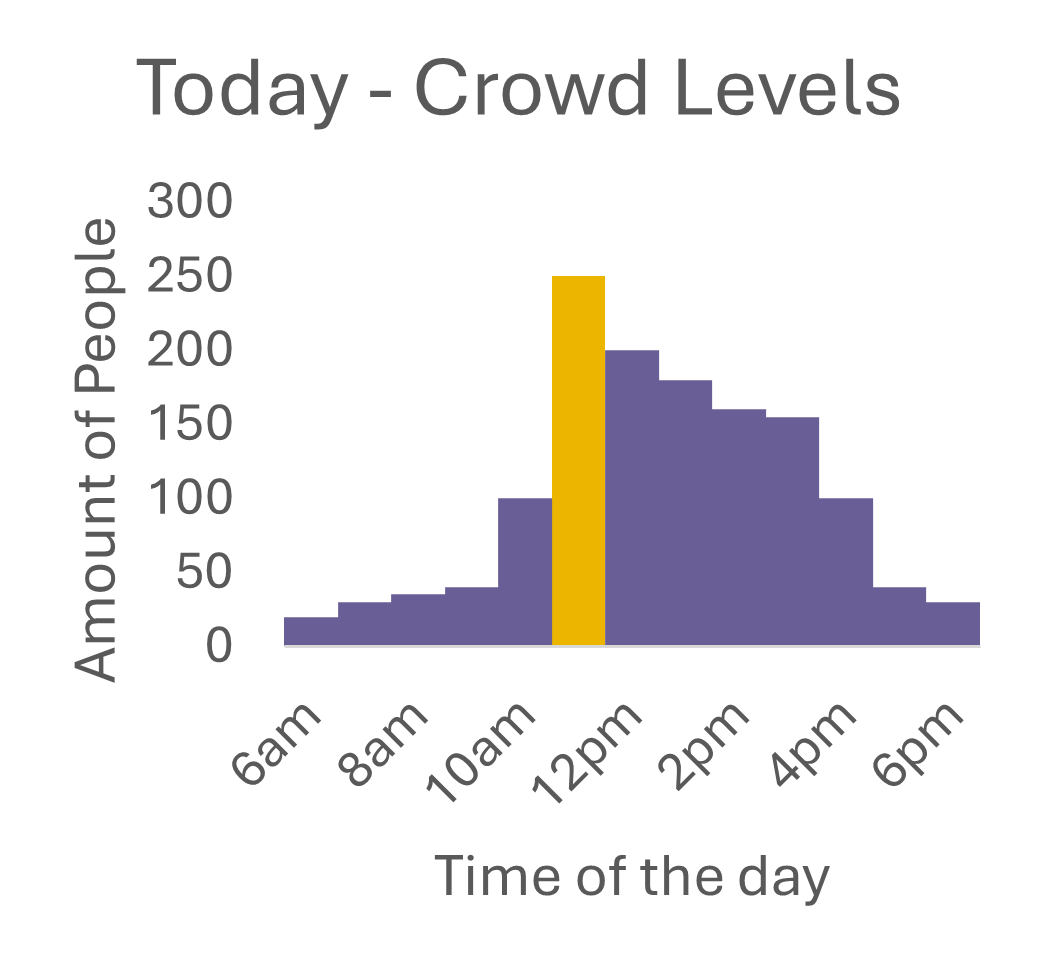 Today - Crowd Levels
Amount of People
300
250
200
150
100
50
0
6am
8am
10am
12pm
2pm
4pm
6pm
Time of the day